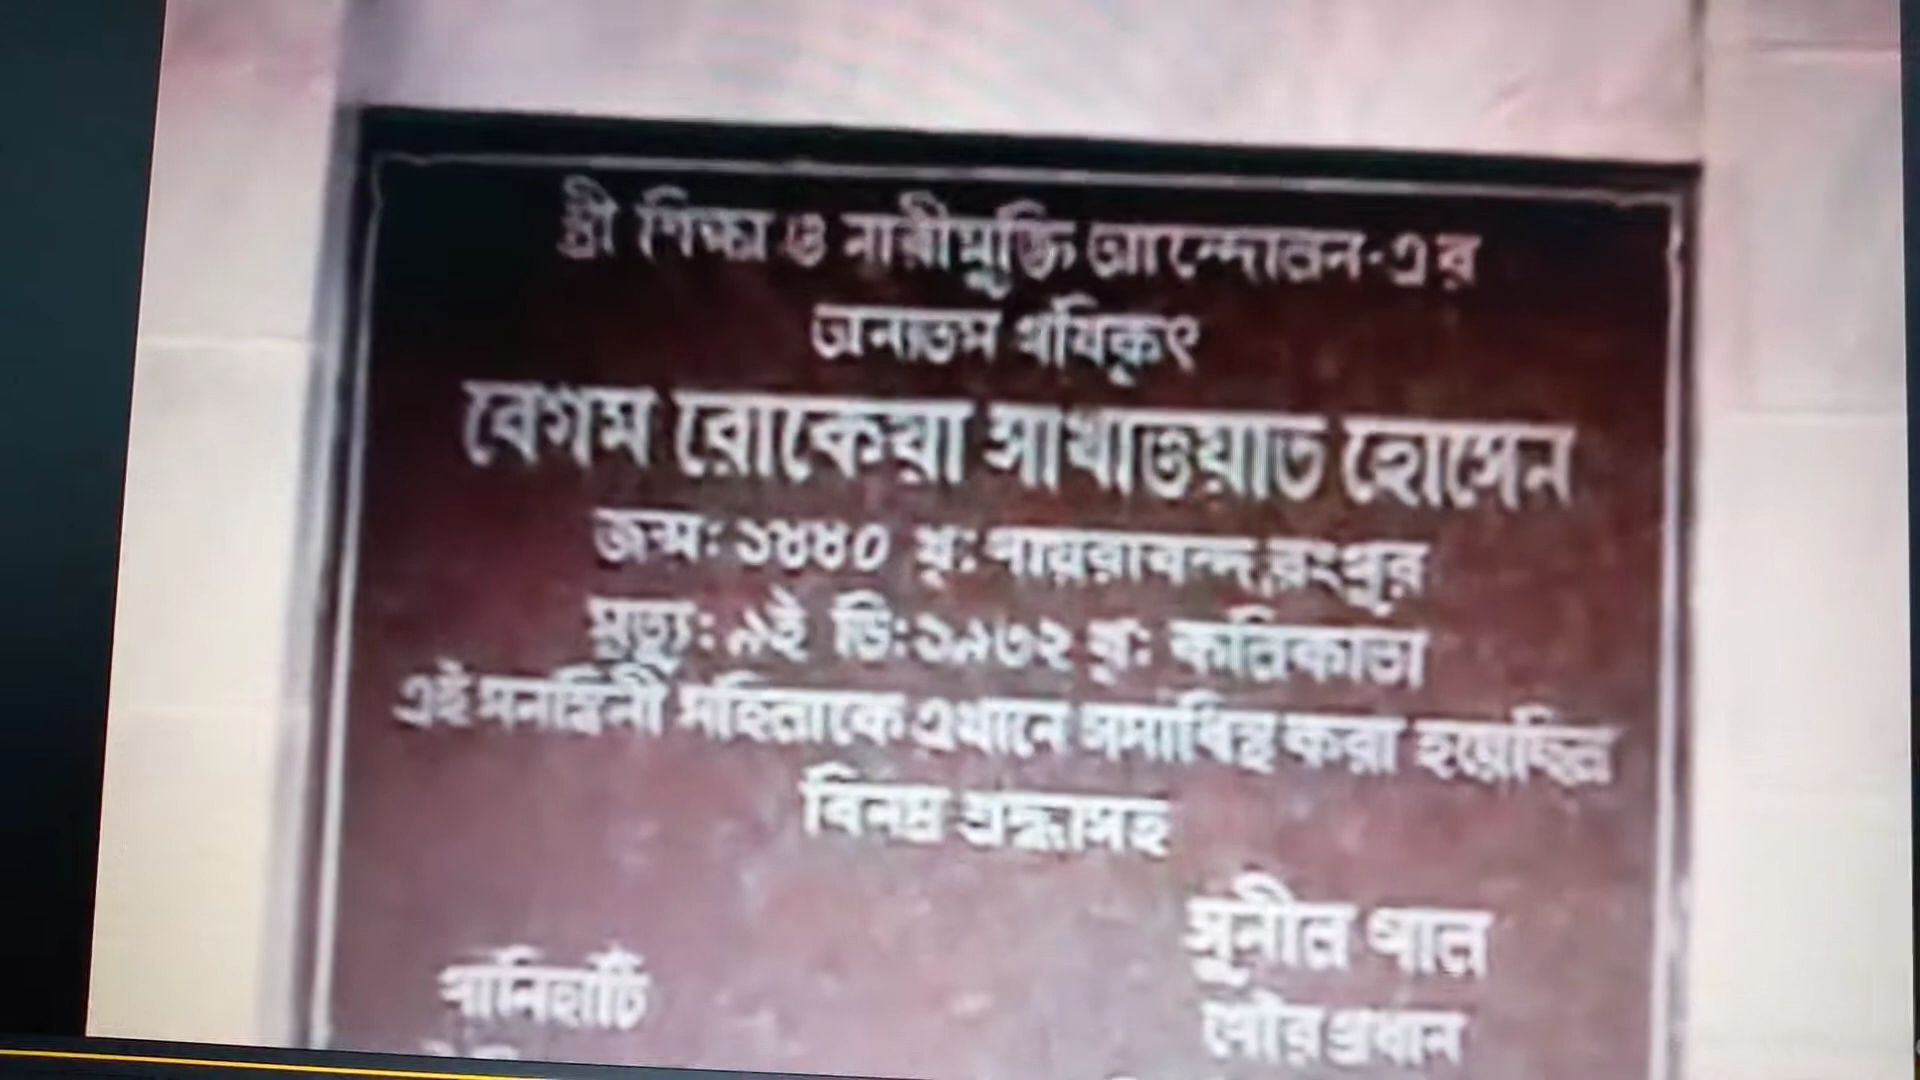 স্ত্রী শিক্ষা ও নারীমুক্তি আন্দোলন-এর
অন্যতম পথিকৃৎ
বেগম রোকেয়া সাখাওয়াত হোসেন
জন্ম: ১৮৮০ খৃ: পায়রাবন্দ, রংপুর
মৃত্যু: ৯ই ডি: ১৯৩২ খৃ: কলিকাতা
এই মনস্বিনী মহিলাকে এখানে সমাধিস্থ করা হয়েছিল
বিনম্র শ্রদ্ধাসহ
সুনীল পাল
পানিহাটি
পৌর প্রধান